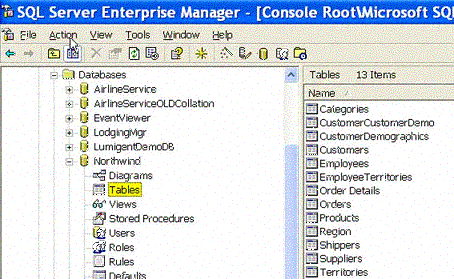 SQL Server Enterprise Manager - [Console Root\Microsoft SQL
File Action View Tools Window Help
Databases
AirlineService
AirlineServiceOLDCollation
EventViewer
LodgingMgr
LumigentDemoDB
Northwind
Diagrams
Tables
Views
Stored Procedures
Users
Roles
Rules
Defaults
Tables 13 Items
Name
Categories
CustomerCustomerDemo
CustomerDemographics
Customers
Employees
EmployeeTerritories
Order Details
Orders
Products
Region
Shippers
Suppliers
Territories